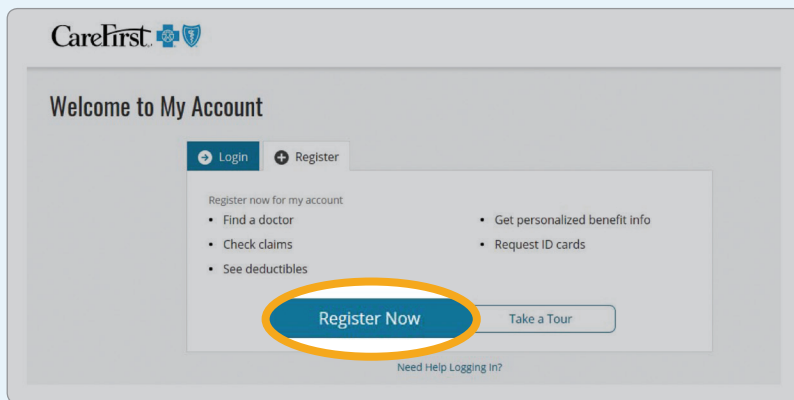 CareFirst
Welcome to My Account
Login
Register
Register now for my account
• Find a doctor
• Check claims
• See deductibles
• Get personalized benefit info
• Request ID cards
Register Now
Take a Tour
Need Help Logging In?